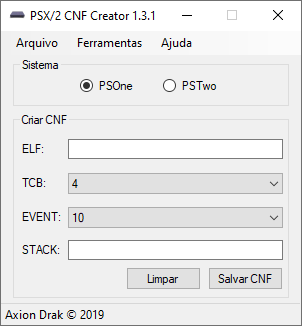 PSX/2 CNF Creator 1.3.1
Arquivo Ferramentas Ajuda
Sistema
PSOne PSTwo
Criar CNF
ELF:
TCB: 4
EVENT: 10
STACK:
Limpar Salvar CNF
Axion Drak © 2019